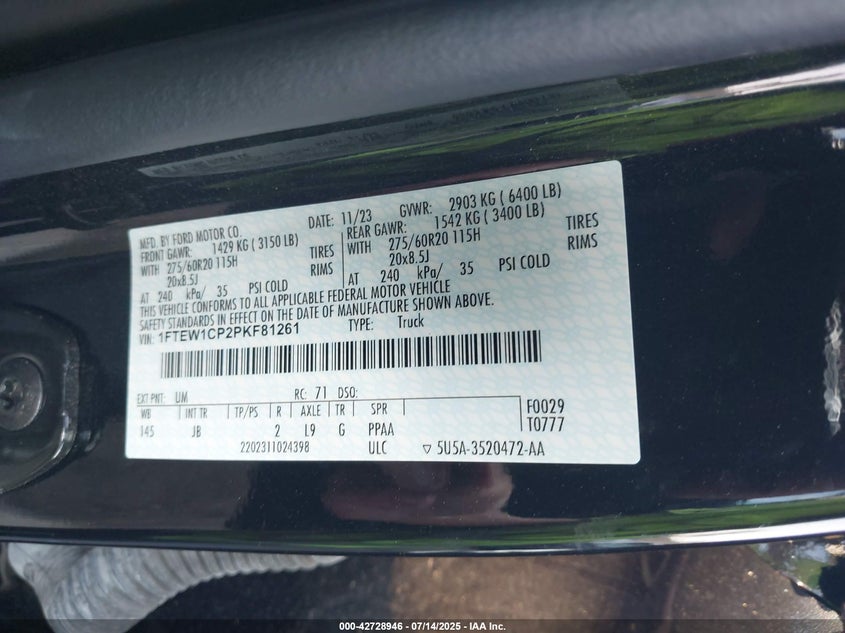 MFD. BY FORD MOTOR CO.
DATE: 11/23 GVWR: 2903 KG ( 6400 LB)
FRONT GAWR: 1429 KG ( 3150 LB)
WITH 275/60R20 115H TIRES
20x8.5J RIMS
AT 240 kPa/ 35 PSI COLD
REAR GAWR: 1542 KG ( 3400 LB)
WITH 275/60R20 115H TIRES
20x8.5J RIMS
AT 240 kPa/ 35 PSI COLD
THIS VEHICLE CONFORMS TO ALL APPLICABLE FEDERAL MOTOR VEHICLE
SAFETY STANDARDS IN EFFECT ON THE DATE OF MANUFACTURE SHOWN ABOVE.
VIN: 1FTEW1CP2PKF81261 TYPE: Truck
EXT PNT: UM RC: 71 DSO:
WB INT TR TP/PS R AXLE TR SPR
145 JB 2 L9 G PPAA
F0029
T0777
2202311024398 ULC ▽ 5U5A-3520472-AA
000-42728946 - 07/14/2025 - IAA Inc.